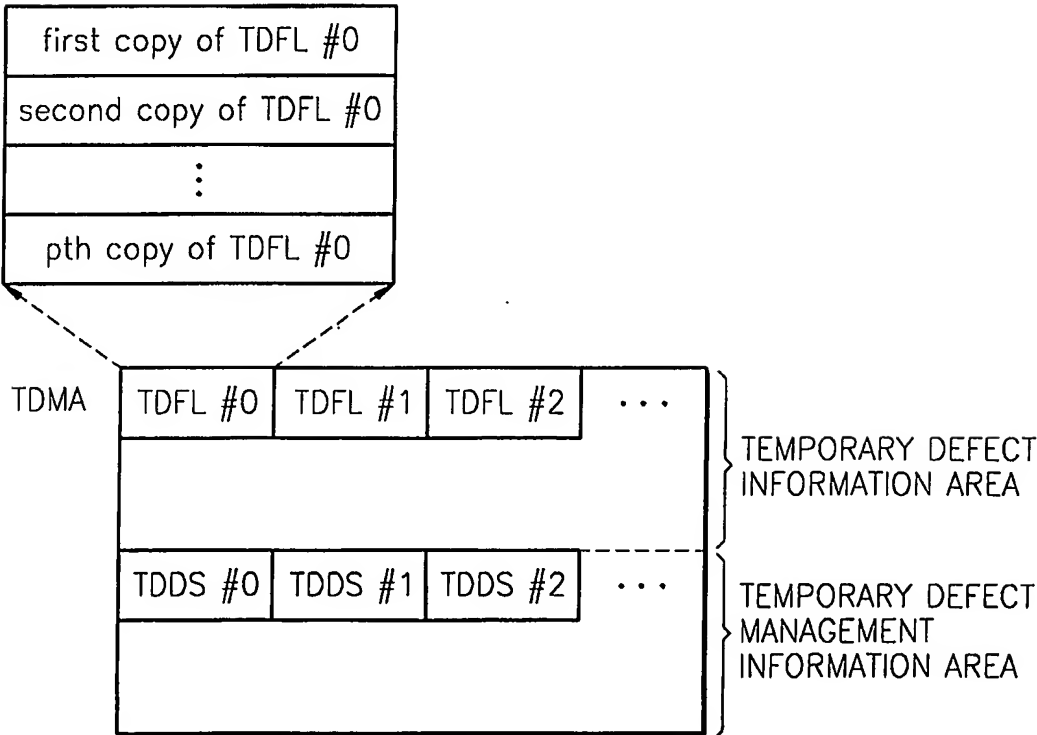 first copy of TDFL #0
second copy of TDFL #0
⋮
pth copy of TDFL #0
TDMA
TDFL #0 TDFL #1 TDFL #2 ...
TEMPORARY DEFECT
INFORMATION AREA
TDDS #0 TDDS #1 TDDS #2 ...
TEMPORARY DEFECT
MANAGEMENT
INFORMATION AREA